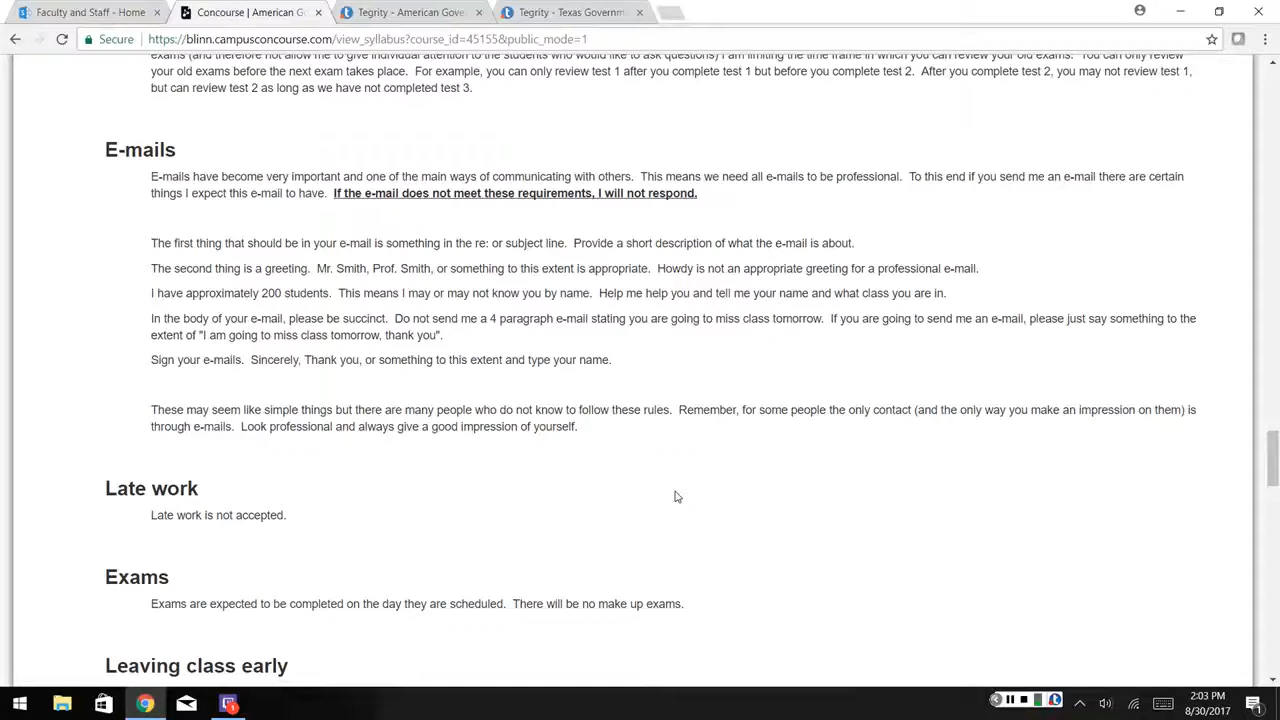 Faculty and Staff - Home
Concourse | American Go
Tegrity - American Gove
Tegrity - Texas Governm
Secure
https://blinn.campusconcourse.com/view_syllabus?course_id=45155&public_mode=1
exams (and therefore not allow me to give individual attention to the students who would like to ask questions) I am limiting the time frame in which you can review your old exams. You can only review
your old exams before the next exam takes place. For example, you can only review test 1 after you complete test 1 but before you complete test 2. After you complete test 2, you may not review test 1,
but can review test 2 as long as we have not completed test 3.
E-mails
E-mails have become very important and one of the main ways of communicating with others. This means we need all e-mails to be professional. To this end if you send me an e-mail there are certain
things I expect this e-mail to have. If the e-mail does not meet these requirements, I will not respond.
The first thing that should be in your e-mail is something in the re: or subject line. Provide a short description of what the e-mail is about.
The second thing is a greeting. Mr. Smith, Prof. Smith, or something to this extent is appropriate. Howdy is not an appropriate greeting for a professional e-mail.
I have approximately 200 students. This means I may or may not know you by name. Help me help you and tell me your name and what class you are in.
In the body of your e-mail, please be succinct. Do not send me a 4 paragraph e-mail stating you are going to miss class tomorrow. If you are going to send me an e-mail, please just say something to the
extent of "I am going to miss class tomorrow, thank you".
Sign your e-mails. Sincerely, Thank you, or something to this extent and type your name.
These may seem like simple things but there are many people who do not know to follow these rules. Remember, for some people the only contact (and the only way you make an impression on them) is
through e-mails. Look professional and always give a good impression of yourself.
Late work
Late work is not accepted.
Exams
Exams are expected to be completed on the day they are scheduled. There will be no make up exams.
Leaving class early
2:03 PM
8/30/2017